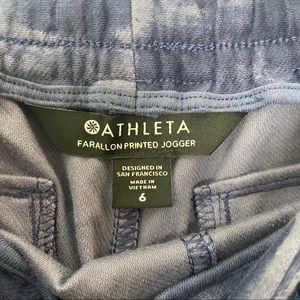 ATHLETA
FARALLON PRINTED JOGGER
DESIGNED IN
SAN FRANCISCO
MADE IN
VIETNAM
6